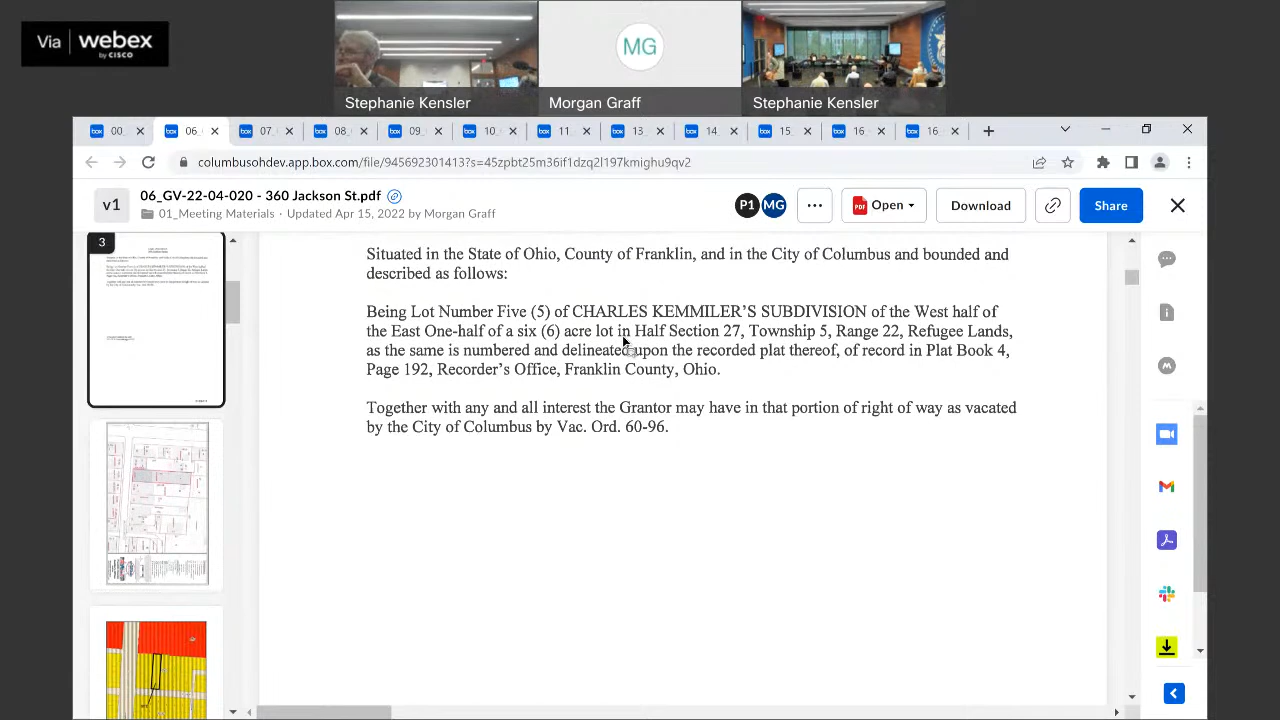 Via webex
by CISCO
MG
Stephanie Kensler
Morgan Graff
Stephanie Kensler
00
06
07
08
09
10
11
13
14
15
16
16
columbusohdev.app.box.com/file/945692301413?s=45zpbt25m36if1dzq2l197kmighu9qv2
v1
06_GV-22-04-020 - 360 Jackson St.pdf
01_Meeting Materials · Updated Apr 15, 2022 by Morgan Graff
P1
MG
Open
Download
Share
3
Situated in the State of Ohio, County of Franklin, and in the City of Columbus and bounded and
described as follows:
Being Lot Number Five (5) of CHARLES KEMMILER'S SUBDIVISION of the West half of
the East One-half of a six (6) acre lot in Half Section 27, Township 5, Range 22, Refugee Lands,
as the same is numbered and delineated upon the recorded plat thereof, of record in Plat Book 4,
Page 192, Recorder's Office, Franklin County, Ohio.
Together with any and all interest the Grantor may have in that portion of right of way as vacated
by the City of Columbus by Vac. Ord. 60-96.